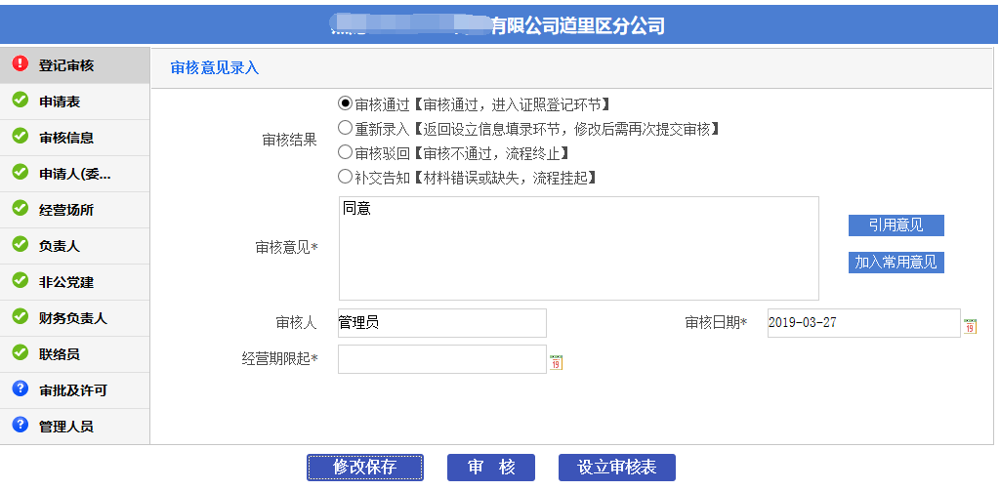 有限公司道里区分公司
登记审核
申请表
审核信息
申请人(委...
经营场所
负责人
非公党建
财务负责人
联络员
审批及许可
管理人员
审核意见录入
审核结果
审核通过【审核通过，进入证照登记环节】
重新录入【返回设立信息填录环节，修改后需再次提交审核】
审核驳回【审核不通过，流程终止】
补交告知【材料错误或缺失，流程挂起】
审核意见*
同意
引用意见
加入常用意见
审核人
管理员
审核日期*
2019-03-27
19
经营期限起*
19
修改保存
审 核
设立审核表